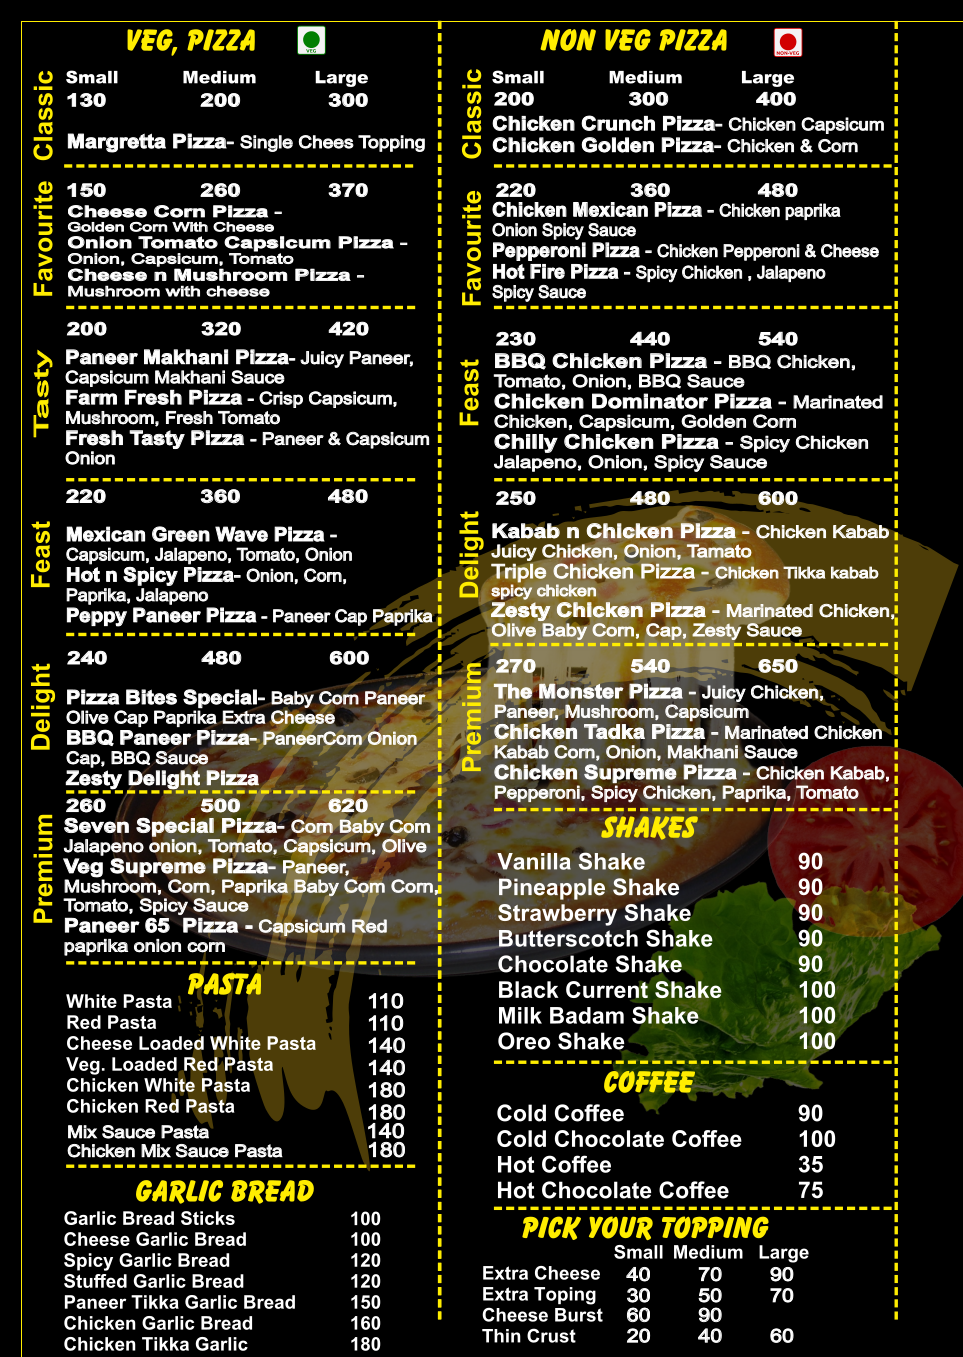 VEG, PIZZA
VEG
Small Medium Large
Classic
130 200 300
Margretta Pizza- Single Chees Topping
Favourite
150 260 370
Cheese Corn Pizza -
Golden Corn With Cheese
Onion Tomato Capsicum Pizza -
Onion, Capsicum, Tomato
Cheese n Mushroom Pizza -
Mushroom with cheese
Tasty
200 320 420
Paneer Makhani Pizza- Juicy Paneer,
Capsicum Makhani Sauce
Farm Fresh Pizza - Crisp Capsicum,
Mushroom, Fresh Tomato
Fresh Tasty Pizza - Paneer & Capsicum
Onion
Feast
220 360 480
Mexican Green Wave Pizza -
Capsicum, Jalapeno, Tomato, Onion
Hot n Spicy Pizza- Onion, Corn,
Paprika, Jalapeno
Peppy Paneer Pizza - Paneer Cap Paprika
Delight
240 480 600
Pizza Bites Special- Baby Corn Paneer
Olive Cap Paprika Extra Cheese
BBQ Paneer Pizza- PaneerCorn Onion
Cap, BBQ Sauce
Zesty Delight Pizza
Premium
260 500 620
Seven Special Pizza- Corn Baby Corn
Jalapeno onion, Tomato, Capsicum, Olive
Veg Supreme Pizza- Paneer,
Mushroom, Corn, Paprika Baby Corn Corn,
Tomato, Spicy Sauce
Paneer 65 Pizza - Capsicum Red
paprika onion corn
PASTA
White Pasta 110
Red Pasta 110
Cheese Loaded White Pasta 140
Veg. Loaded Red Pasta 140
Chicken White Pasta 180
Chicken Red Pasta 180
Mix Sauce Pasta 140
Chicken Mix Sauce Pasta 180
GARLIC BREAD
Garlic Bread Sticks 100
Cheese Garlic Bread 100
Spicy Garlic Bread 120
Stuffed Garlic Bread 120
Paneer Tikka Garlic Bread 150
Chicken Garlic Bread 160
Chicken Tikka Garlic 180
NON VEG PIZZA
NON-VEG
Small Medium Large
Classic
200 300 400
Chicken Crunch Pizza- Chicken Capsicum
Chicken Golden Pizza- Chicken & Corn
Favourite
220 360 480
Chicken Mexican Pizza - Chicken paprika
Onion Spicy Sauce
Pepperoni Pizza - Chicken Pepperoni & Cheese
Hot Fire Pizza - Spicy Chicken , Jalapeno
Spicy Sauce
Feast
230 440 540
BBQ Chicken Pizza - BBQ Chicken,
Tomato, Onion, BBQ Sauce
Chicken Dominator Pizza - Marinated
Chicken, Capsicum, Golden Corn
Chilly Chicken Pizza - Spicy Chicken
Jalapeno, Onion, Spicy Sauce
Delight
250 480 600
Kabab n Chicken Pizza - Chicken Kabab
Juicy Chicken, Onion, Tamato
Triple Chicken Pizza - Chicken Tikka kabab
spicy chicken
Zesty Chicken Pizza - Marinated Chicken,
Olive Baby Corn, Cap, Zesty Sauce
Premium
270 540 650
The Monster Pizza - Juicy Chicken,
Paneer, Mushroom, Capsicum
Chicken Tadka Pizza - Marinated Chicken
Kabab Corn, Onion, Makhani Sauce
Chicken Supreme Pizza - Chicken Kabab,
Pepperoni, Spicy Chicken, Paprika, Tomato
SHAKES
Vanilla Shake 90
Pineapple Shake 90
Strawberry Shake 90
Butterscotch Shake 90
Chocolate Shake 90
Black Current Shake 100
Milk Badam Shake 100
Oreo Shake 100
COFFEE
Cold Coffee 90
Cold Chocolate Coffee 100
Hot Coffee 35
Hot Chocolate Coffee 75
PICK YOUR TOPPING
Small Medium Large
Extra Cheese 40 70 90
Extra Toping 30 50 70
Cheese Burst 60 90
Thin Crust 20 40 60